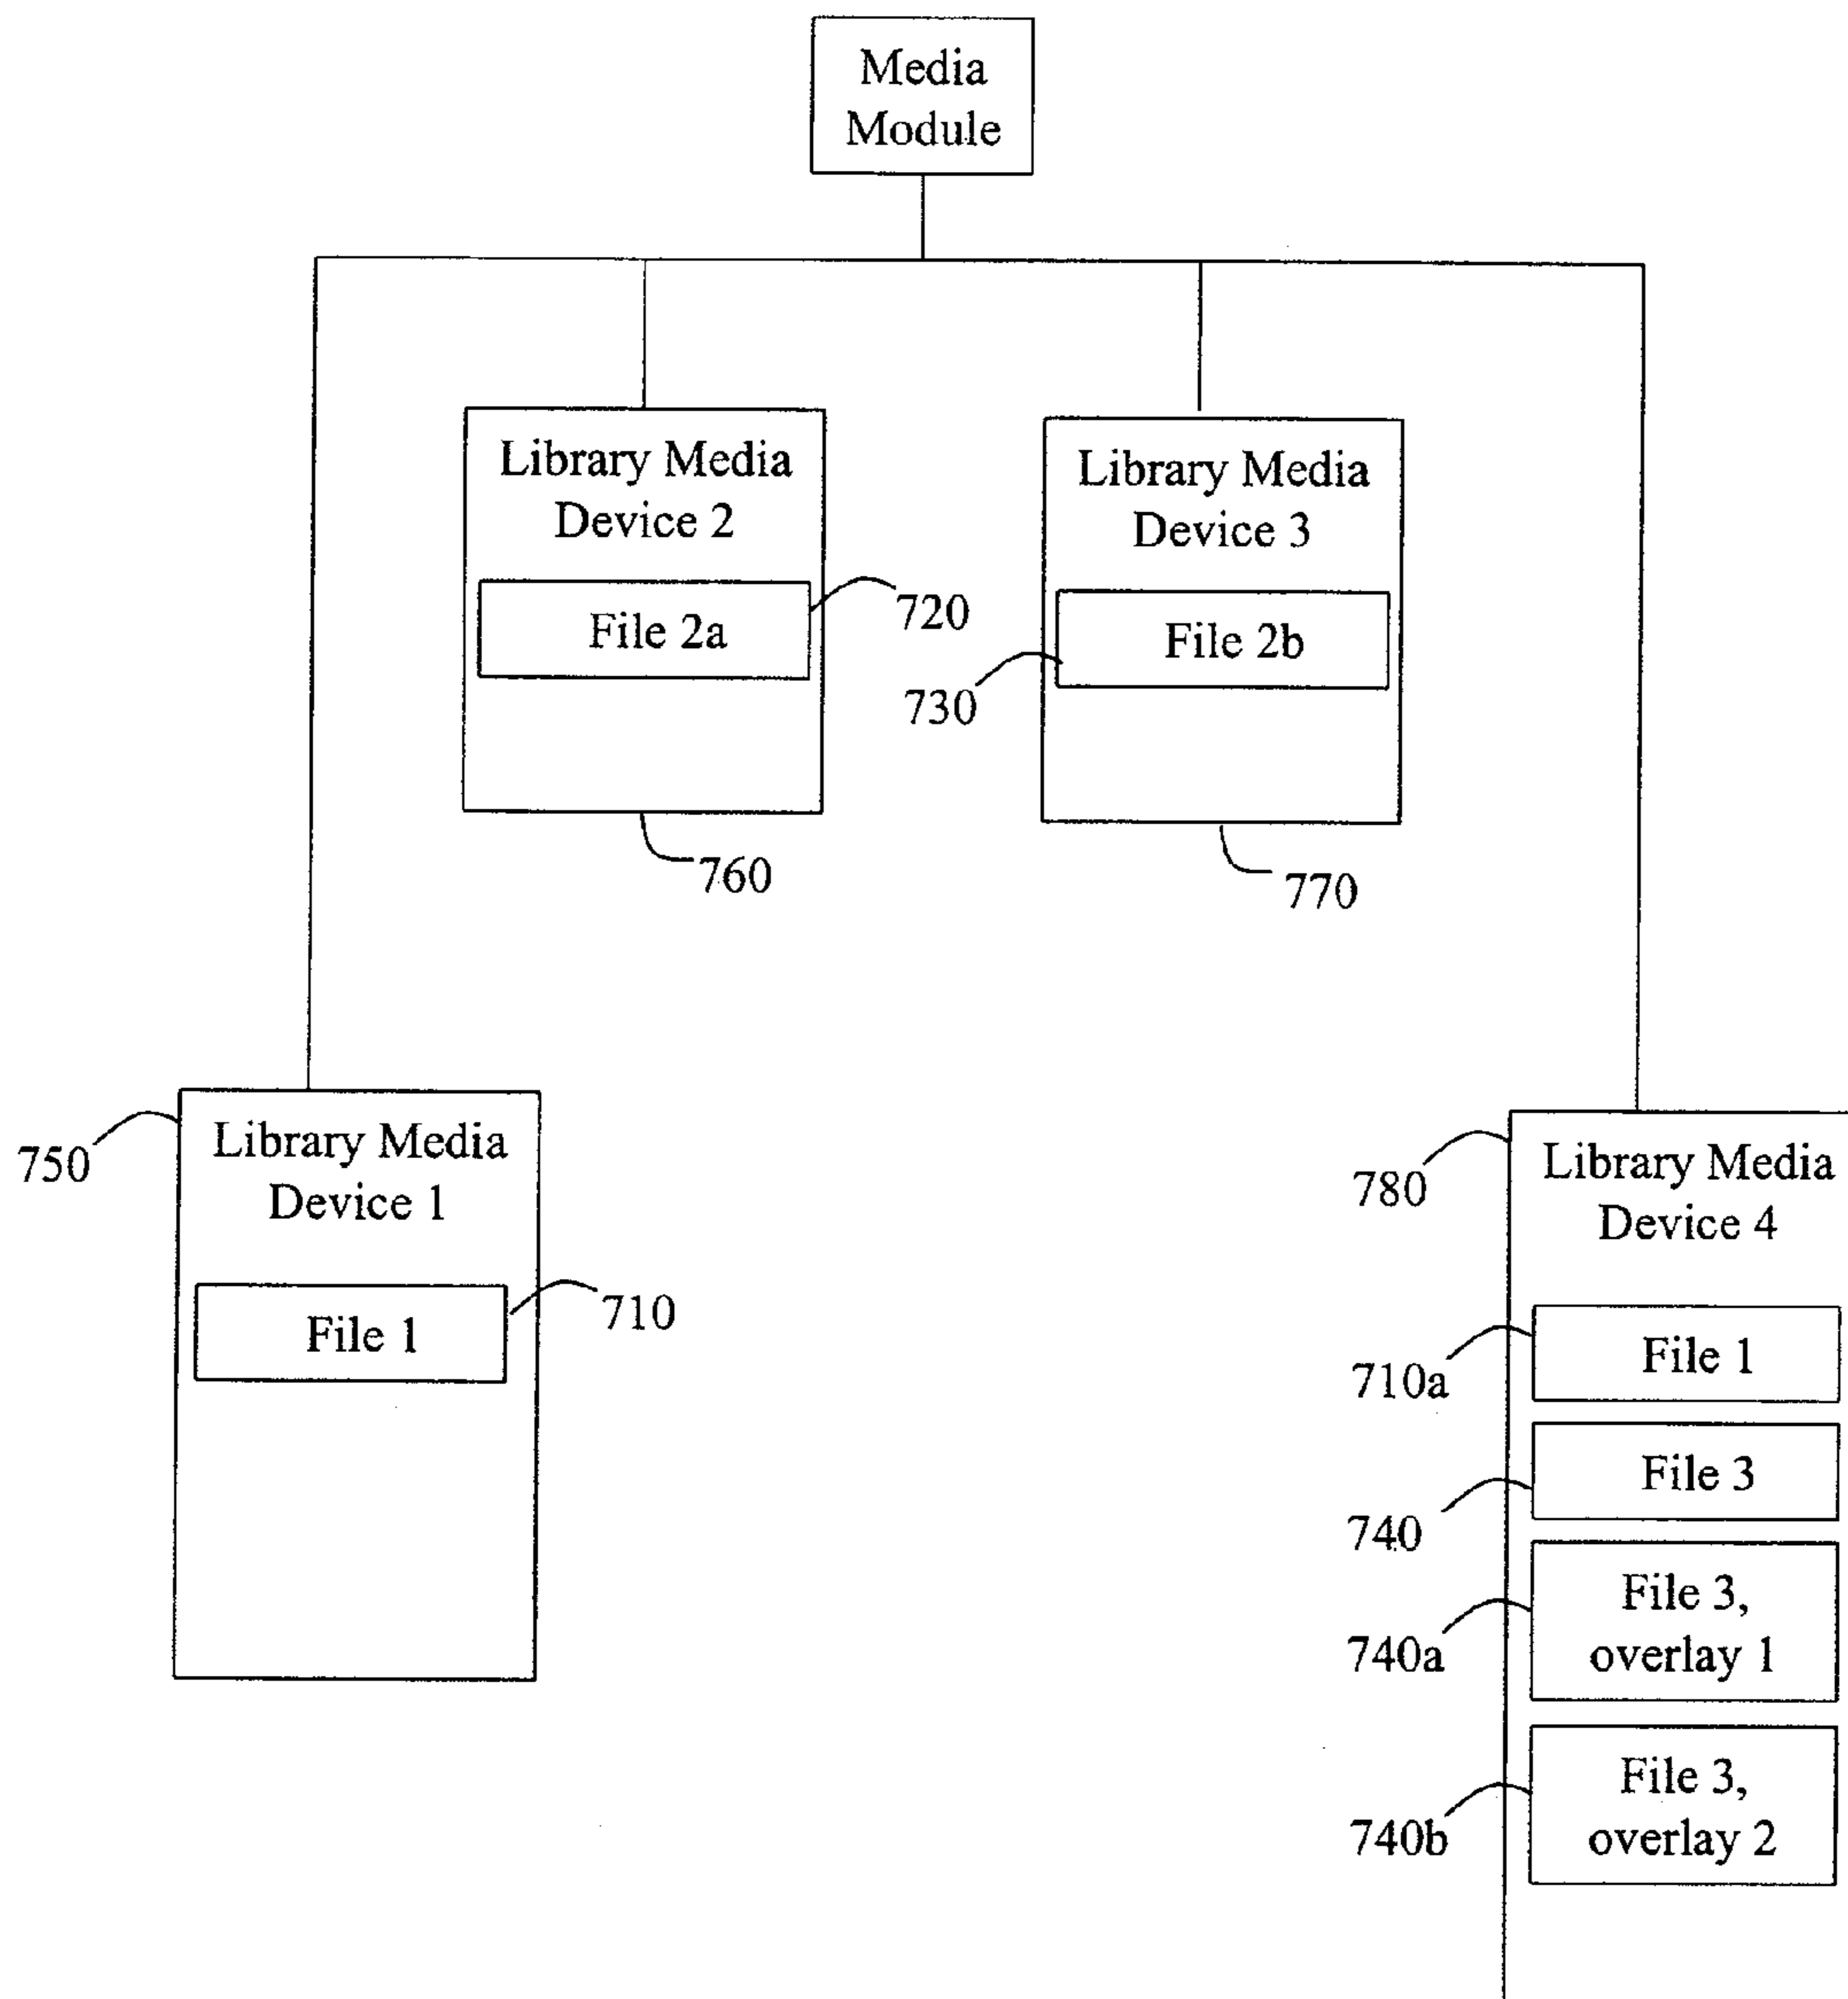 Media
Module
Library Media
Device 2
File 2a
720
760
Library Media
Device 3
File 2b
730
770
750
Library Media
Device 1
File 1
710
780
Library Media
Device 4
710a
File 1
740
File 3
740a
File 3,
overlay 1
740b
File 3,
overlay 2